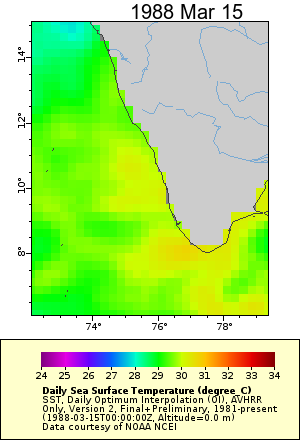 1988 Mar 15
14°
12°
10°
8°
74° 76° 78°
24 25 26 27 28 29 30 31 32 33 34
Daily Sea Surface Temperature (degree_C)
SST, Daily Optimum Interpolation (OI), AVHRR
Only, Version 2, Final+Preliminary, 1981-present
(1988-03-15T00:00:00Z, Altitude=0.0 m)
Data courtesy of NOAA NCEI